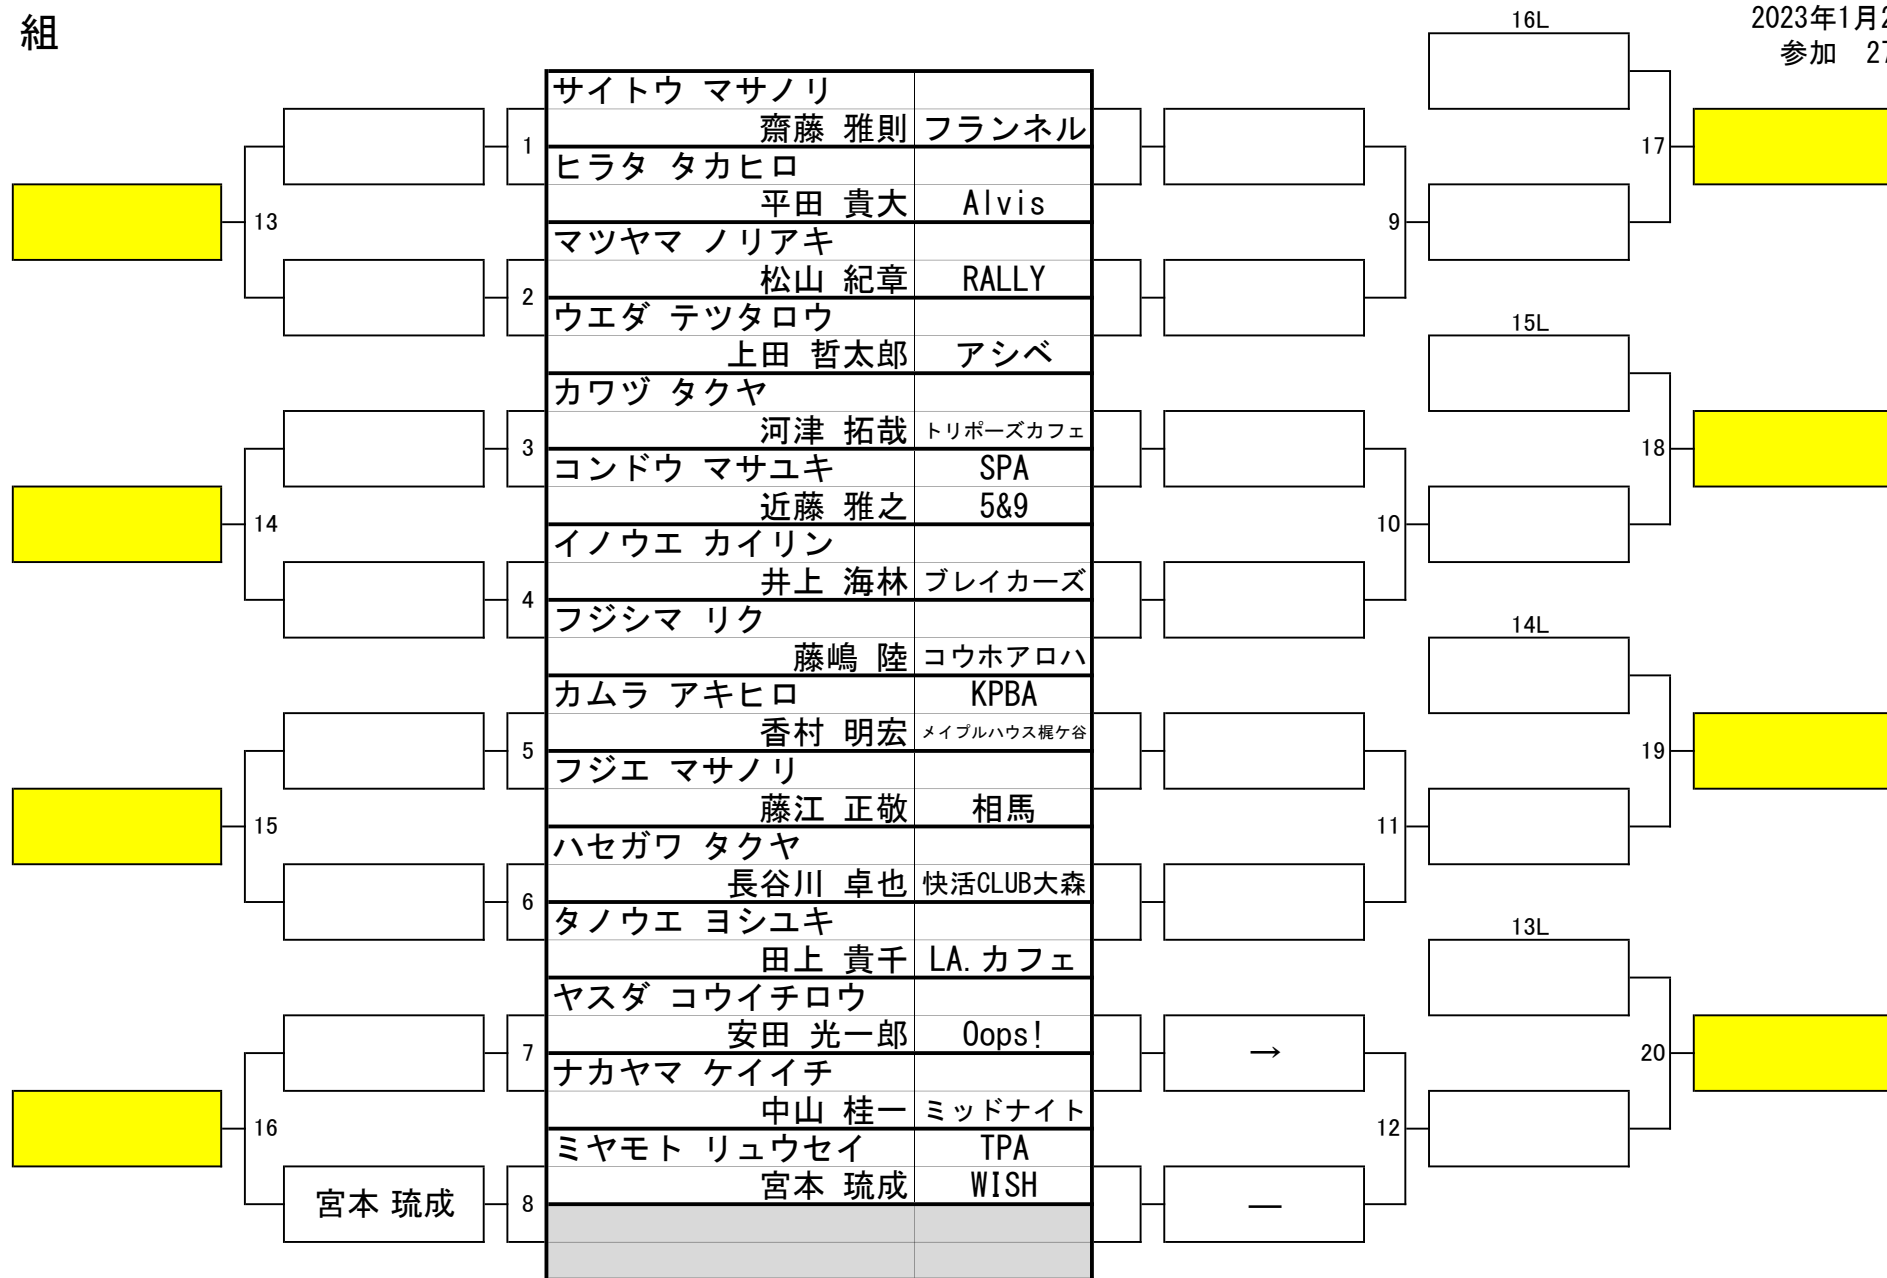 組
2023年1月2
参加 27
16L
サイトウ マサノリ
齋藤 雅則 フランネル
1
17
ヒラタ タカヒロ
平田 貴大 Alvis
13
9
マツヤマ ノリアキ
松山 紀章 RALLY
2
ウエダ テツタロウ
15L
上田 哲太郎 アシベ
カワヅ タクヤ
河津 拓哉 トリポーズカフェ
3
18
コンドウ マサユキ SPA
近藤 雅之 5&9
14
10
イノウエ カイリン
井上 海林 ブレイカーズ
4
フジシマ リク
14L
藤嶋 陸 コウホアロハ
カムラ アキヒロ KPBA
香村 明宏 メイプルハウス梶ケ谷
5
19
フジエ マサノリ
藤江 正敬 相馬
15
11
ハセガワ タクヤ
長谷川 卓也 快活CLUB大森
6
タノウエ ヨシユキ
13L
田上 貴千 LA.カフェ
ヤスダ コウイチロウ
安田 光一郎 Oops!
7
→
20
ナカヤマ ケイイチ
中山 桂一 ミッドナイト
16
12
ミヤモト リュウセイ TPA
宮本 琉成 WISH
宮本 琉成
8
―